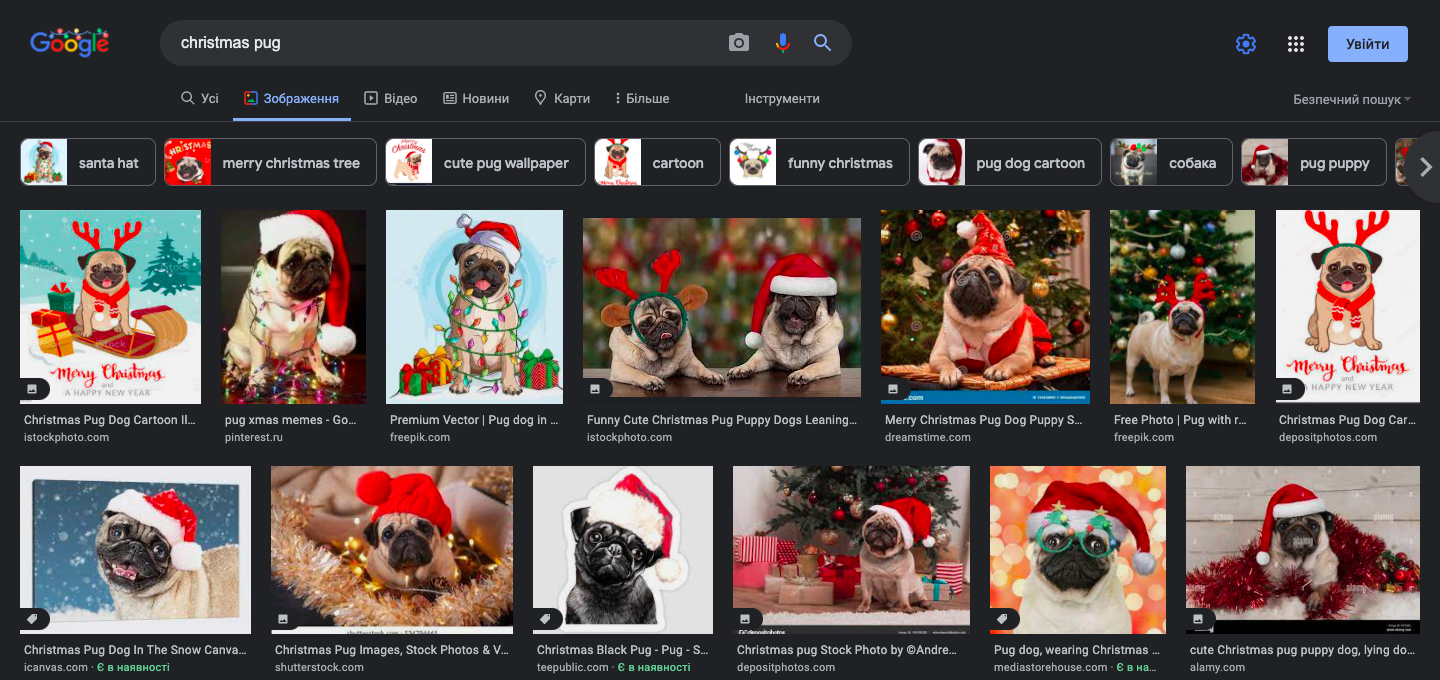 Google
christmas pug
Увійти
Усі
Зображення
Відео
Новини
Карти
Більше
Інструменти
Безпечний пошук
santa hat
merry christmas tree
cute pug wallpaper
cartoon
funny christmas
pug dog cartoon
собака
pug puppy
iStock
Merry Christmas
and
A HAPPY NEW YEAR
Merry Christmas
and
A HAPPY NEW YEAR
Christmas Pug Dog Cartoon Il...
istockphoto.com
pug xmas memes - Go...
pinterest.ru
Premium Vector | Pug dog in ...
freepik.com
Funny Cute Christmas Pug Puppy Dogs Leaning...
istockphoto.com
Merry Christmas Pug Dog Puppy S...
dreamstime.com
Free Photo | Pug with r...
freepik.com
Christmas Pug Dog Car...
depositphotos.com
alamy
alamy
Christmas Pug Dog In The Snow Canva...
icanvas.com · Є в наявності
Christmas Pug Images, Stock Photos & V...
shutterstock.com
Christmas Black Pug - Pug - S...
teepublic.com · Є в наявності
Christmas pug Stock Photo by ©Andre...
depositphotos.com
Pug dog, wearing Christmas ...
mediastorehouse.com · Є в на...
cute Christmas pug puppy dog, lying do...
alamy.com